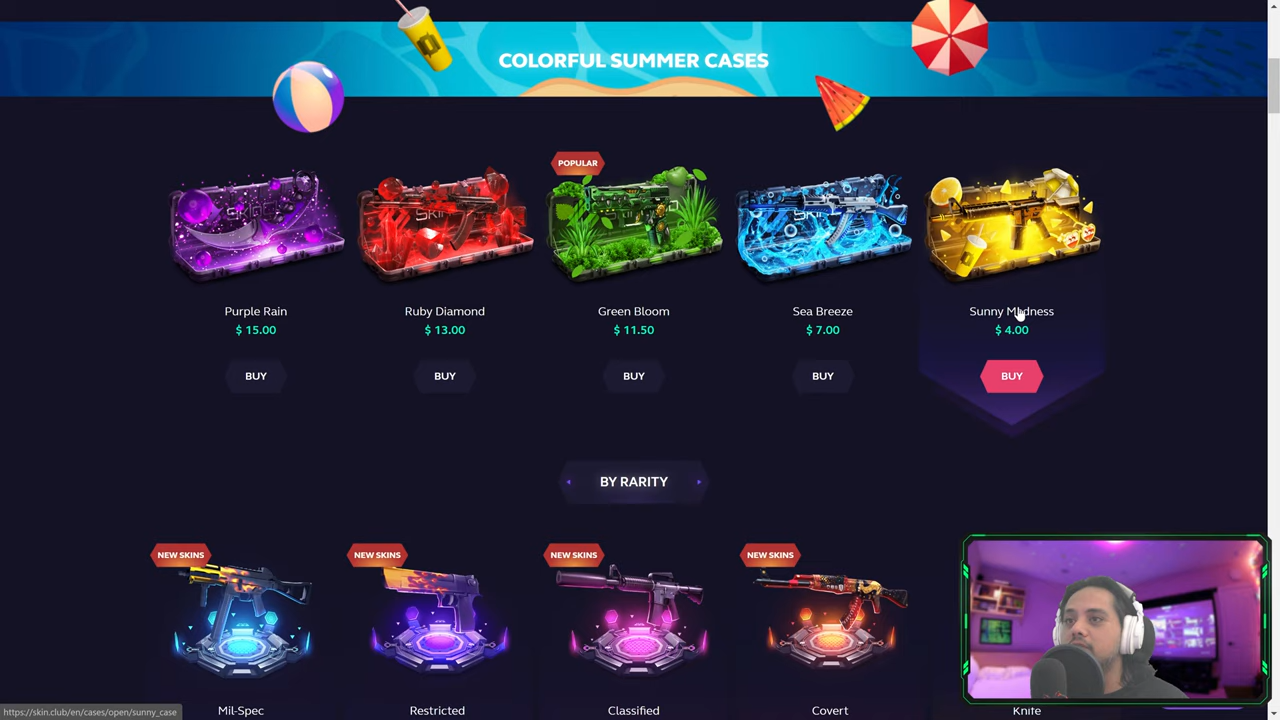 COLORFUL SUMMER CASES
POPULAR
Purple Rain
Ruby Diamond
Green Bloom
Sea Breeze
Sunny Madness
$ 15.00
$ 13.00
$ 11.50
$ 7.00
$ 4.00
BUY
BUY
BUY
BUY
BUY
BY RARITY
NEW SKINS
NEW SKINS
NEW SKINS
NEW SKINS
Mil-Spec
Restricted
Classified
Covert
Knife
https://skin.club/en/cases/open/sunny_case